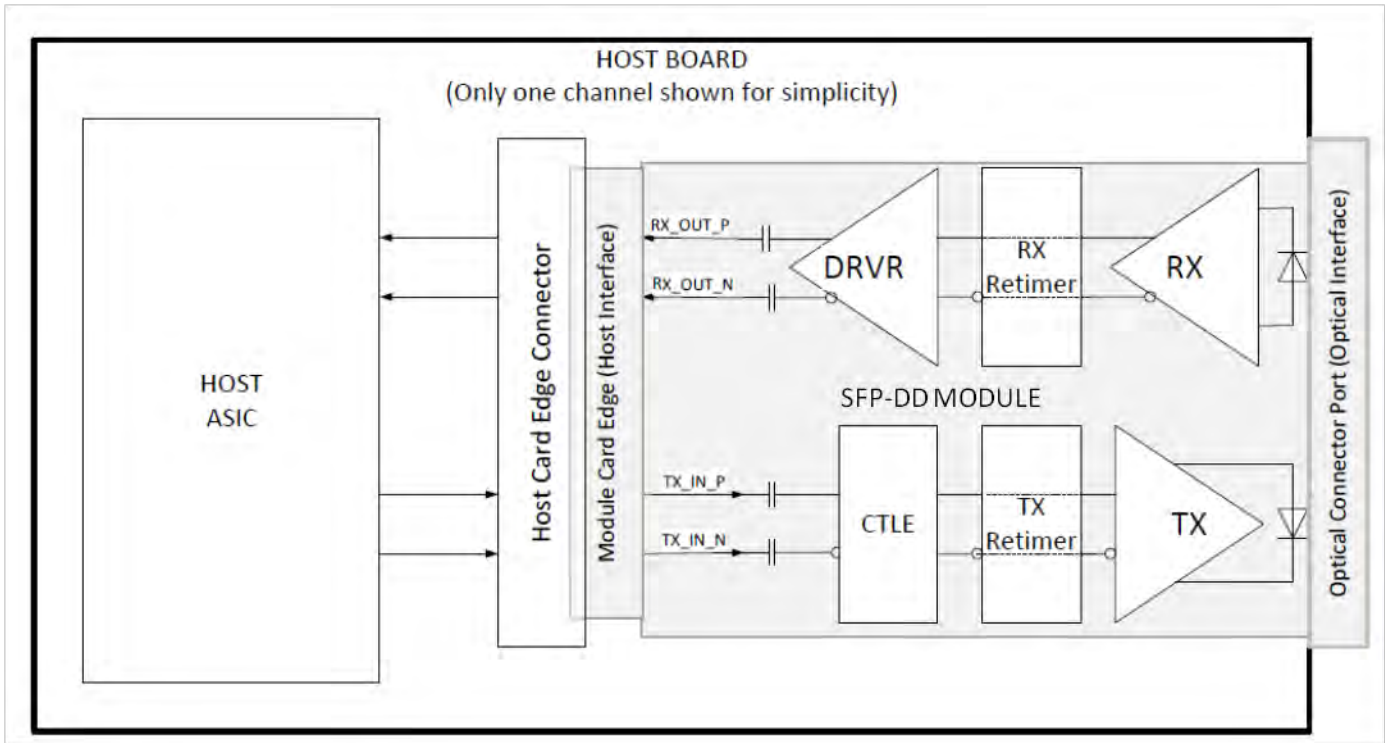 HOST BOARD
(Only one channel shown for simplicity)
HOST
ASIC
Host Card Edge Connector
Module Card Edge (Host Interface)
RX_OUT_P
RX_OUT_N
DRVR
RX
Retimer
RX
SFP-DD MODULE
TX_IN_P
TX_IN_N
CTLE
TX
Retimer
TX
Optical Connector Port (Optical Interface)